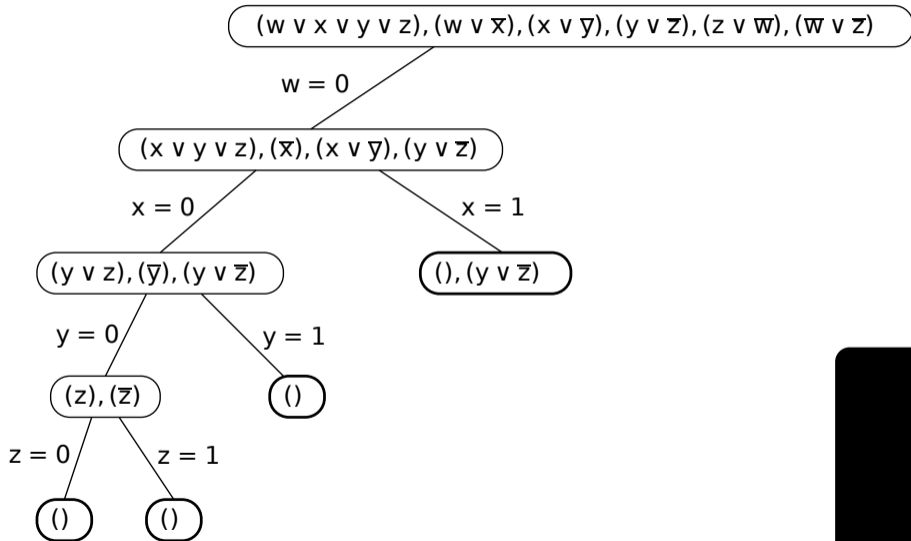 (w ∨ x ∨ y ∨ z), (w ∨ x̅), (x ∨ y̅), (y ∨ z̅), (z ∨ w̅), (w̅ ∨ z̅)
w = 0
(x ∨ y ∨ z), (x̅), (x ∨ y̅), (y ∨ z̅)
x = 0
x = 1
(y ∨ z), (y̅), (y ∨ z̅)
(), (y ∨ z̅)
y = 0
y = 1
(z), (z̅)
()
z = 0
z = 1
()
()